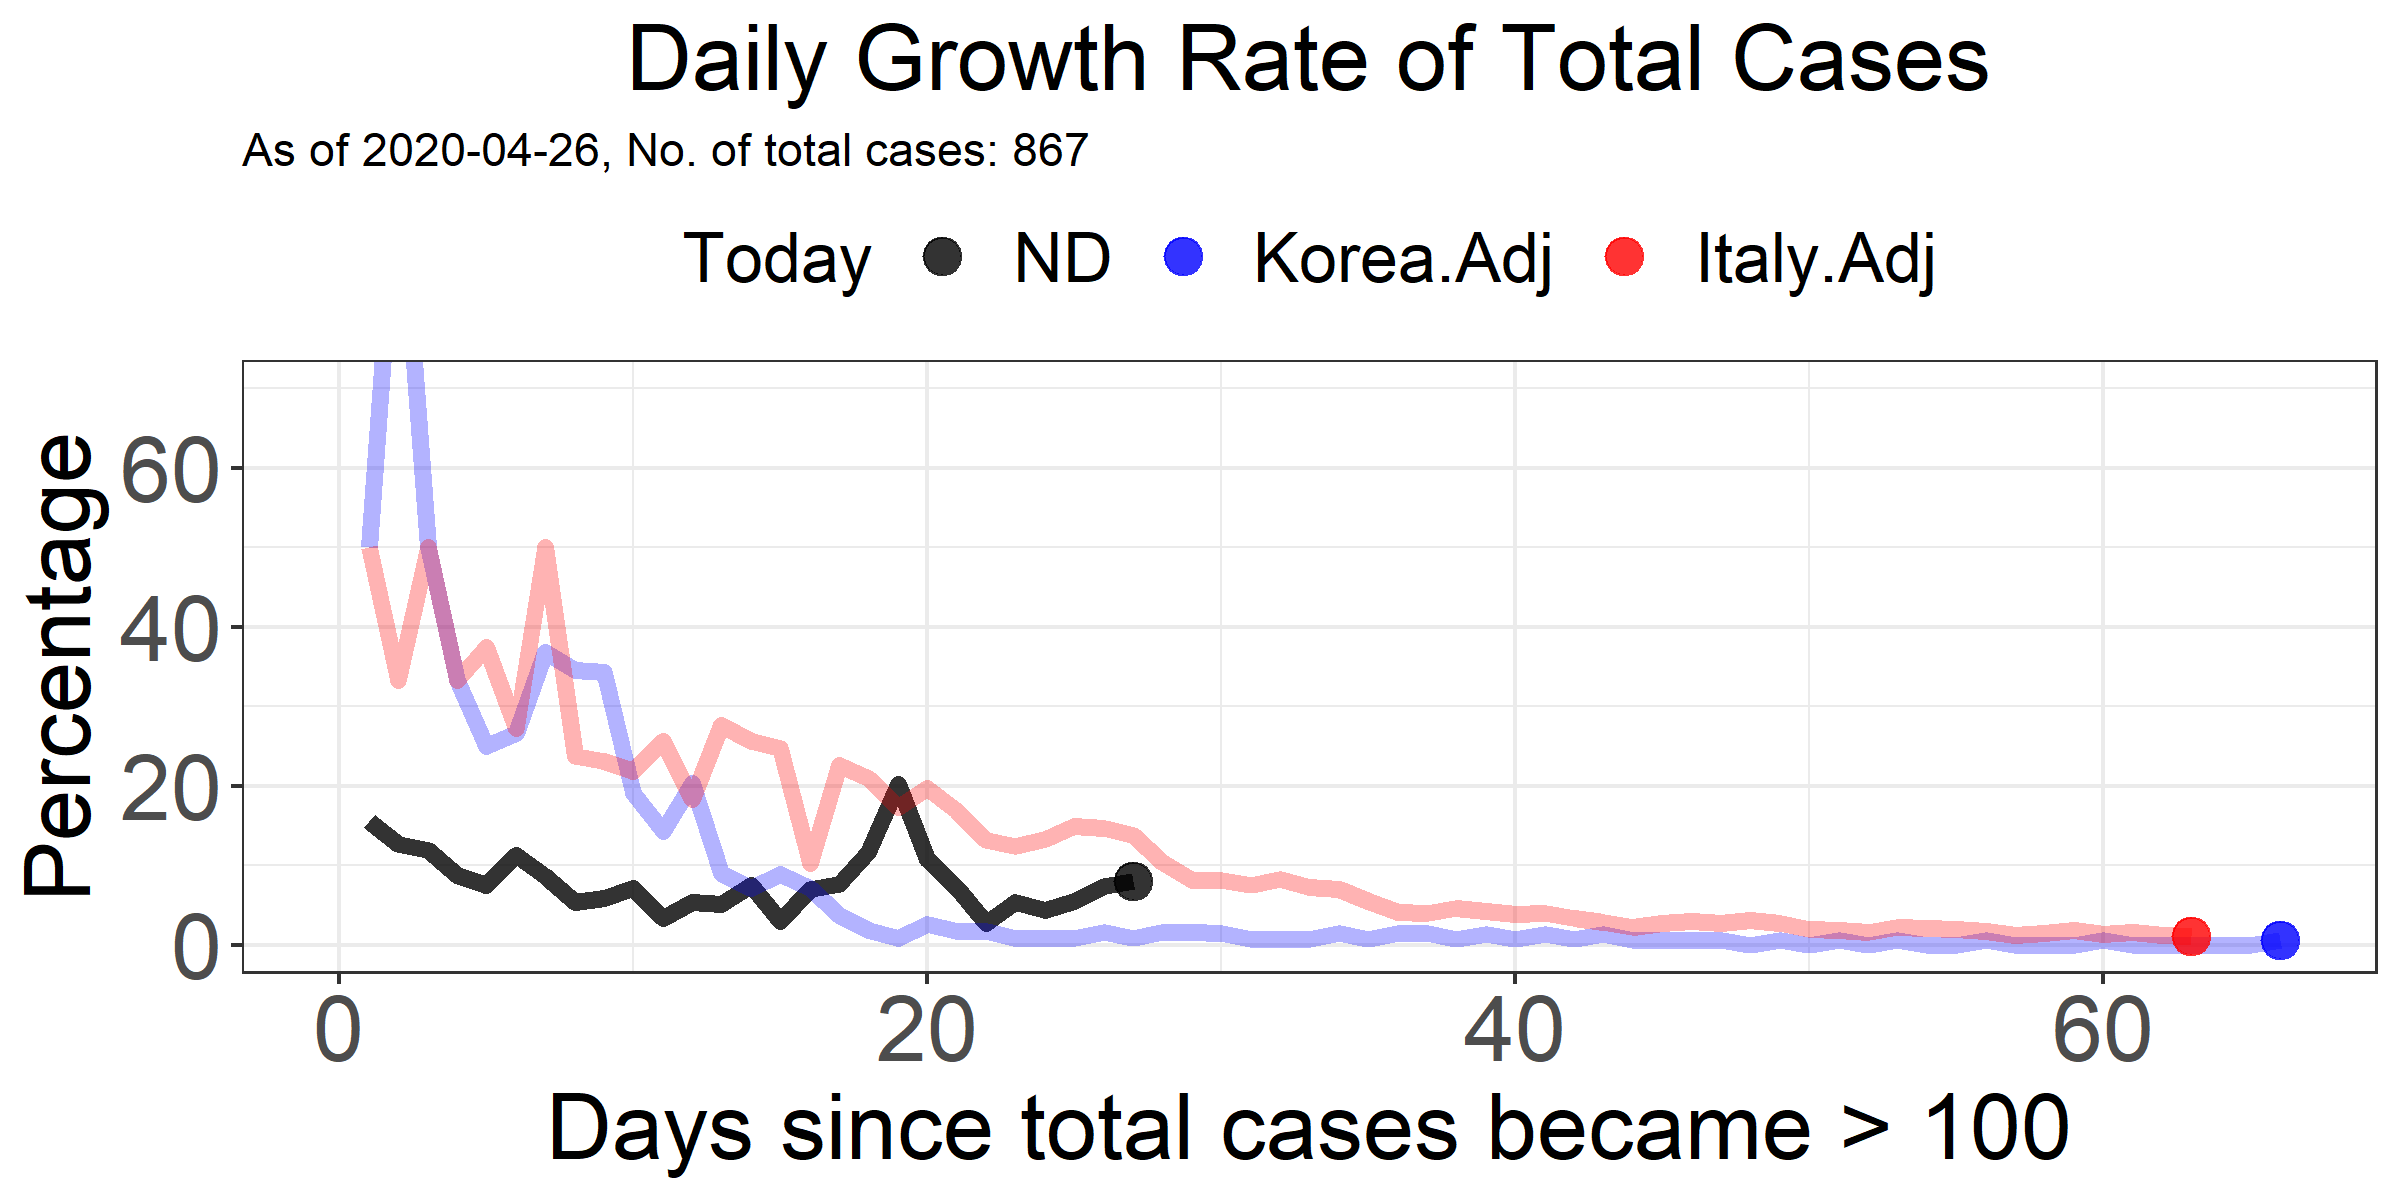 Daily Growth Rate of Total Cases
As of 2020-04-26, No. of total cases: 867
Today ND Korea.Adj Italy.Adj
Percentage
60
40
20
0
0 20 40 60
Days since total cases became > 100